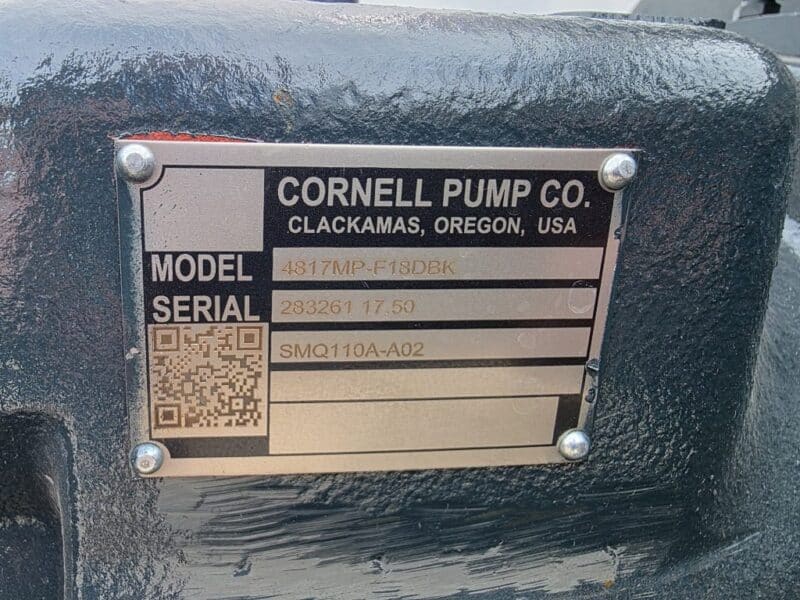 CORNELL PUMP CO.
CLACKAMAS, OREGON, USA
MODEL 4817MP-F18DBK
SERIAL 283261 17.50
SMQ110A-A02